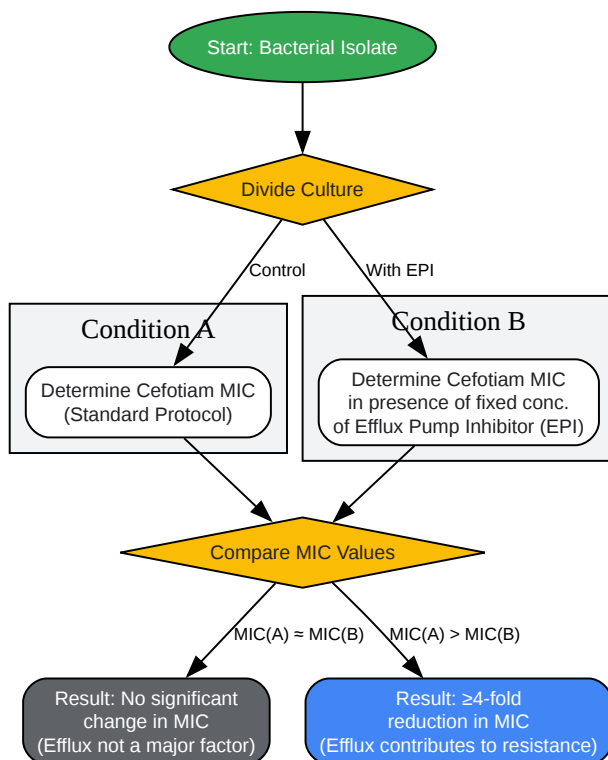 Start: Bacterial Isolate
Divide Culture
Control
With EPI
Condition A
Determine Cefotiam MIC
(Standard Protocol)
Condition B
Determine Cefotiam MIC
in presence of fixed conc.
of Efflux Pump Inhibitor (EPI)
Compare MIC Values
MIC(A) ≈ MIC(B)
MIC(A) > MIC(B)
Result: No significant
change in MIC
(Efflux not a major factor)
Result: ≥4-fold
reduction in MIC
(Efflux contributes to resistance)